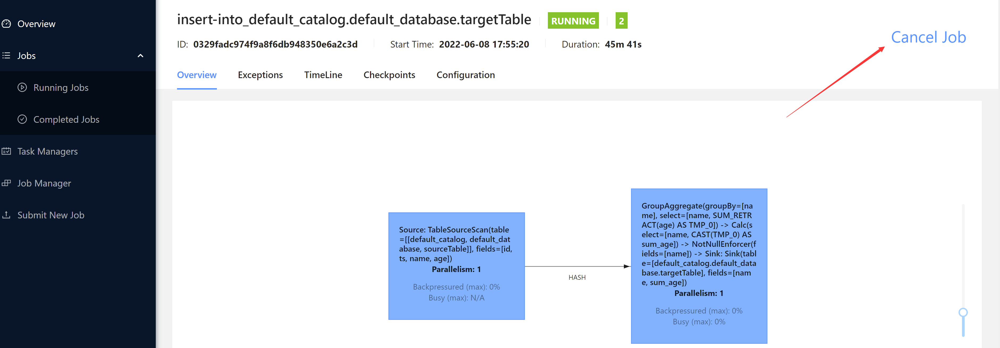 Overview
Jobs
Running Jobs
Completed Jobs
Task Managers
Job Manager
Submit New Job
insert-into_default_catalog.default_database.targetTable RUNNING 2
ID: 0329fadc974f9a8f6db948350e6a2c3d Start Time: 2022-06-08 17:55:20 Duration: 45m 41s
Cancel Job
Overview Exceptions TimeLine Checkpoints Configuration
Source: TableSourceScan(table
=[[default_catalog, default_dat
abase, sourceTable]], fields=[id,
ts, name, age])
Parallelism: 1
Backpressured (max): 0%
Busy (max): N/A
HASH
GroupAggregate(groupBy=[na
me], select=[name, SUM_RETR
ACT(age) AS TMP_0]) -> Calc(s
elect=[name, CAST(TMP_0) AS
sum_age]) -> NotNullEnforcer(f
ields=[name]) -> Sink: Sink(tabl
e=[default_catalog.default_data
base.targetTable], fields=[nam
e, sum_age])
Parallelism: 1
Backpressured (max): 0%
Busy (max): 0%